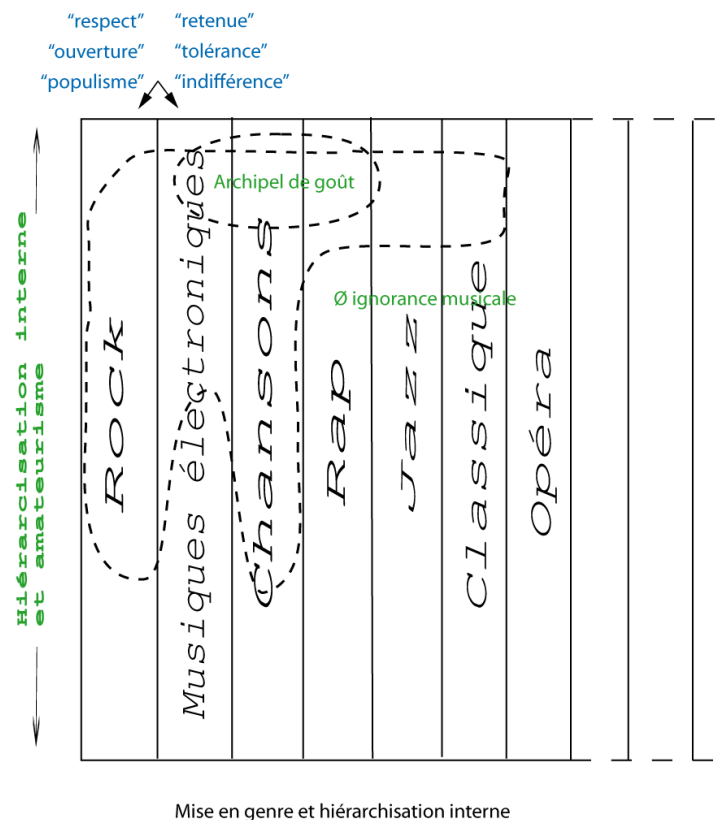 “respect” “retenue”
“ouverture” “tolérance”
“populisme” “indifférence”
Archipel de goût
Ø ignorance musicale
Hiérarcisation interne
et amateurisme
Rock
Musiques électroniques
Chansons
Rap
Jazz
Classique
Opéra
Mise en genre et hiérarchisation interne